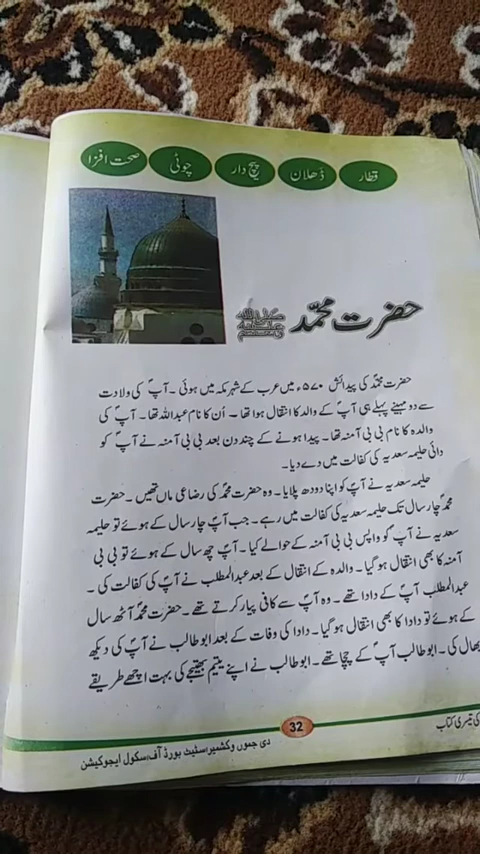 قطار
ڈھلان
پیچ دار
چوٹی
صحت افزا
حضرت محمّد ﷺ
حضرت محمّدؐ کی پیدائش ۵۷۰ء میں عرب کے شہر مکہ میں ہوئی ۔ آپؐ کی ولادت
سے دو مہینے پہلے ہی آپؐ کے والد کا انتقال ہوا تھا ۔ اُن کا نام عبداللہ تھا ۔ آپؐ کی
والدہ کا نام بی بی آمنہ تھا ۔ پیدا ہونے کے چند دن بعد بی بی آمنہ نے آپؐ کو
دائی حلیمہ سعدیہ کی کفالت میں دے دیا ۔
حلیمہ سعدیہ نے آپؐ کو اپنا دودھ پلایا ۔ وہ حضرت محمدؐ کی رضاعی ماں تھیں ۔ حضرت
محمدؐ چار سال تک حلیمہ سعدیہ کی کفالت میں رہے ۔ جب آپؐ چار سال کے ہوئے تو حلیمہ
سعدیہ نے آپؐ کو واپس بی بی آمنہ کے حوالے کیا ۔ آپؐ چھ سال کے ہوئے تو بی بی
آمنہ کا بھی انتقال ہو گیا ۔ والدہ کے انتقال کے بعد عبدالمطلب نے آپؐ کی کفالت کی ۔
عبدالمطلب آپؐ کے دادا تھے ۔ وہ آپؐ سے کافی پیار کرتے تھے ۔ حضرت محمدؐ آٹھ سال
کے ہوئے تو دادا کا بھی انتقال ہو گیا ۔ دادا کی وفات کے بعد ابو طالب نے آپؐ کی دیکھ
بھال کی ۔ ابو طالب آپؐ کے چچا تھے ۔ ابو طالب نے اپنے یتیم بھتیجے کی بہت اچھے طریقے
کی تیسری کتاب
32
دی جموں و کشمیر اسٹیٹ بورڈ آف سکول ایجوکیشن